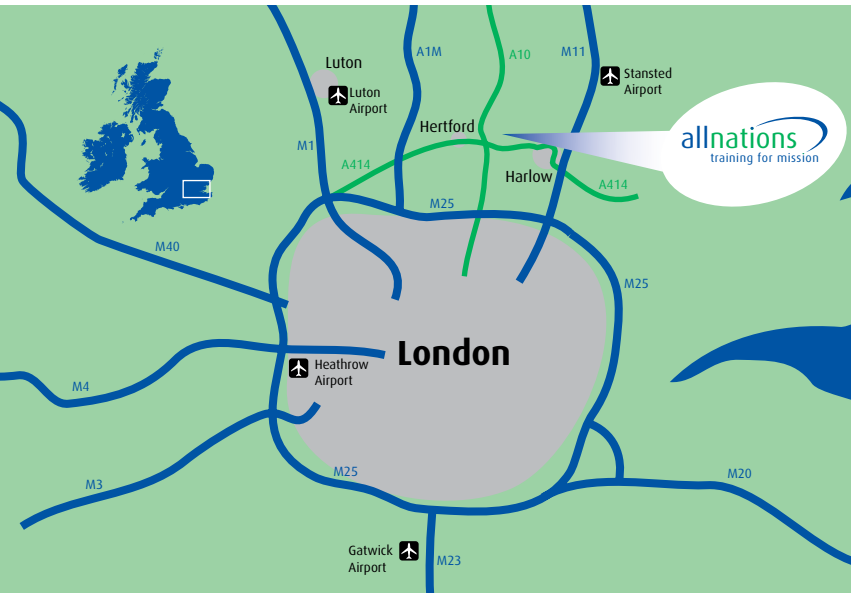 Luton
Luton
Airport
A1M
A10
M11
Stansted
Airport
Hertford
allnations
training for mission
M1
A414
Harlow
A414
M25
M40
M25
London
Heathrow
Airport
M4
M25
M3
M20
Gatwick
Airport
M23